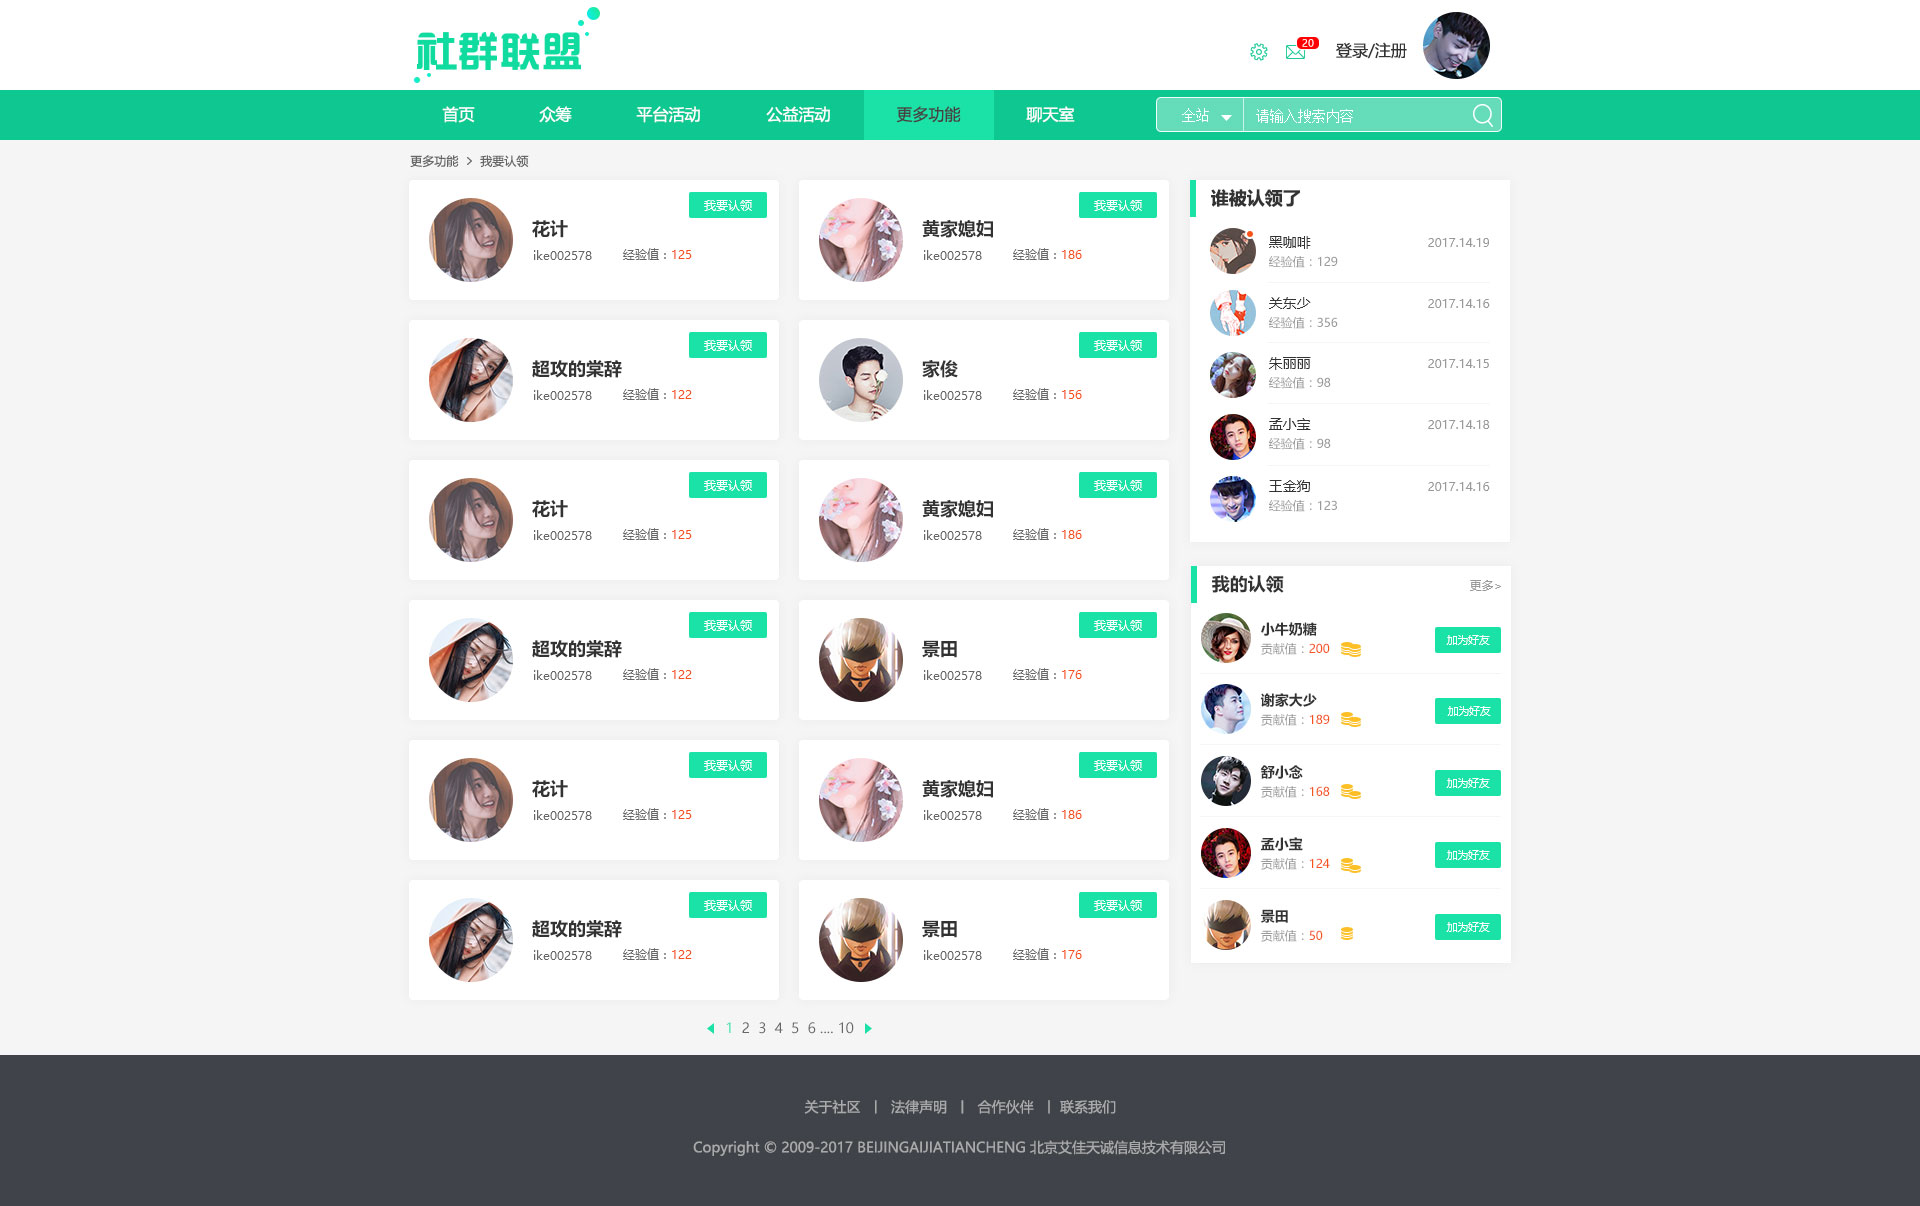 社群联盟
20
登录/注册
首页 众筹 平台活动 公益活动 更多功能 聊天室 全站 请输入搜索内容
更多功能 > 我要认领
我要认领
花计
ike002578 经验值：125
我要认领
黄家媳妇
ike002578 经验值：186
我要认领
超攻的棠辞
ike002578 经验值：122
我要认领
家俊
ike002578 经验值：156
我要认领
花计
ike002578 经验值：125
我要认领
黄家媳妇
ike002578 经验值：186
我要认领
超攻的棠辞
ike002578 经验值：122
我要认领
景田
ike002578 经验值：176
我要认领
花计
ike002578 经验值：125
我要认领
黄家媳妇
ike002578 经验值：186
我要认领
超攻的棠辞
ike002578 经验值：122
我要认领
景田
ike002578 经验值：176
1 2 3 4 5 6 .... 10
谁被认领了
黑咖啡 2017.14.19
经验值：129
关东少 2017.14.16
经验值：356
朱丽丽 2017.14.15
经验值：98
孟小宝 2017.14.18
经验值：98
王金狗 2017.14.16
经验值：123
我的认领 更多>
小牛奶糖
贡献值：200 加为好友
谢家大少
贡献值：189 加为好友
舒小念
贡献值：168 加为好友
孟小宝
贡献值：124 加为好友
景田
贡献值：50 加为好友
关于社区 | 法律声明 | 合作伙伴 | 联系我们
Copyright © 2009-2017 BEIJINGAIJIATIANCHENG 北京艾佳天诚信息技术有限公司